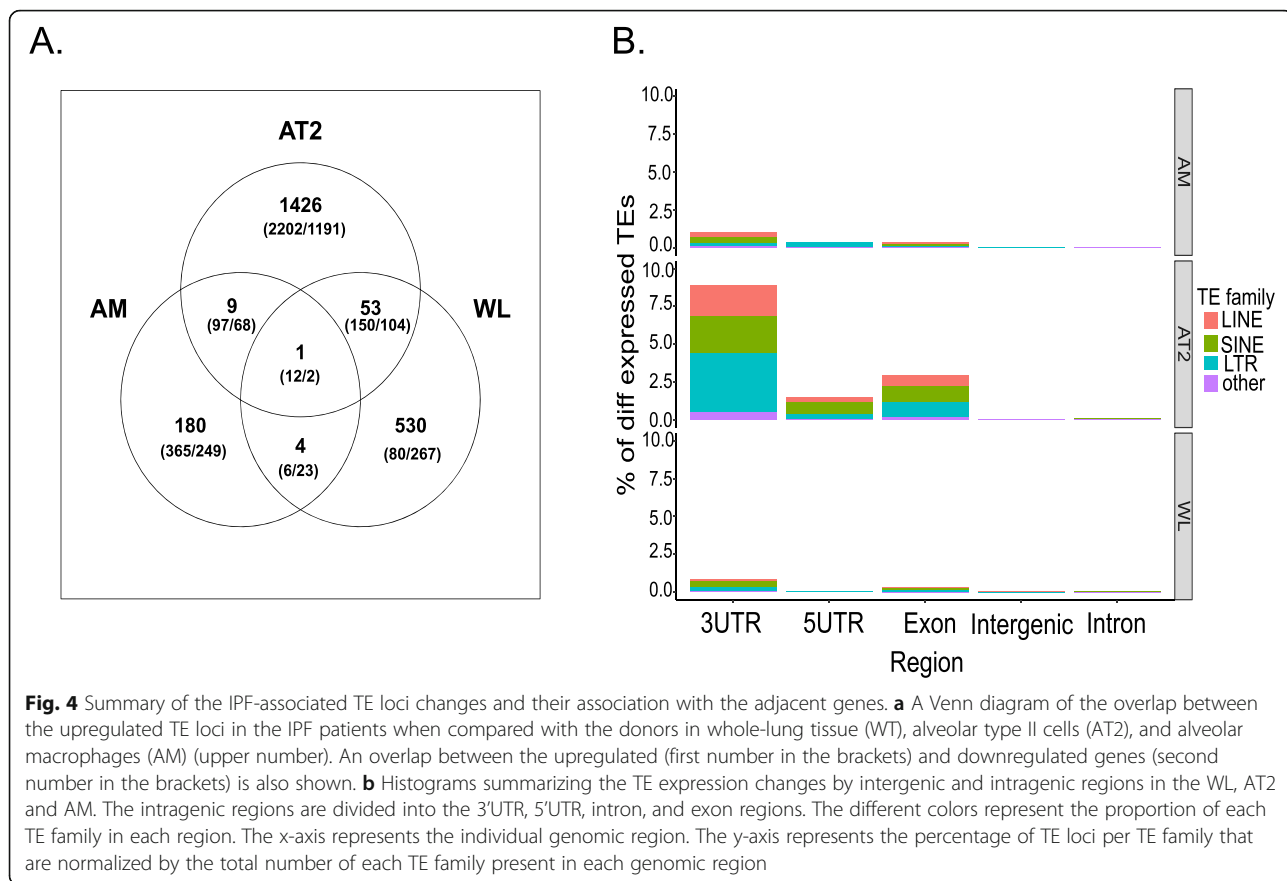 A.
AT2
1426
(2202/1191)
AM
9
(97/68)
53
(150/104)
WL
1
(12/2)
180
(365/249)
4
(6/23)
530
(80/267)
B.
% of diff expressed TEs
10.0
7.5
5.0
2.5
0.0
AM
10.0
7.5
5.0
2.5
0.0
AT2
10.0
7.5
5.0
2.5
0.0
WL
3UTR 5UTR Exon Intergenic Intron
Region
TE family
LINE
SINE
LTR
other
Fig. 4 Summary of the IPF-associated TE loci changes and their association with the adjacent genes. a A Venn diagram of the overlap between
the upregulated TE loci in the IPF patients when compared with the donors in whole-lung tissue (WT), alveolar type II cells (AT2), and alveolar
macrophages (AM) (upper number). An overlap between the upregulated (first number in the brackets) and downregulated genes (second
number in the brackets) is also shown. b Histograms summarizing the TE expression changes by intergenic and intragenic regions in the WL, AT2
and AM. The intragenic regions are divided into the 3′UTR, 5′UTR, intron, and exon regions. The different colors represent the proportion of each
TE family in each region. The x-axis represents the individual genomic region. The y-axis represents the percentage of TE loci per TE family that
are normalized by the total number of each TE family present in each genomic region